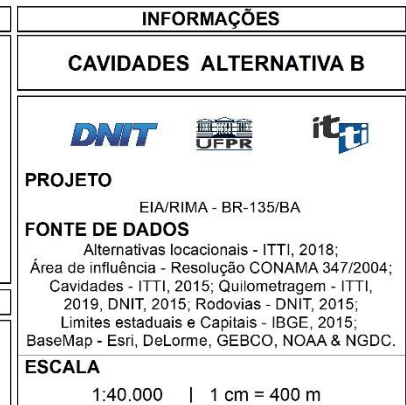 INFORMAÇÕES
CAVIDADES ALTERNATIVA B
DNIT UFPR itti
PROJETO
EIA/RIMA - BR-135/BA
FONTE DE DADOS
Alternativas locacionais - ITTI, 2018;
Área de influência - Resolução CONAMA 347/2004;
Cavidades - ITTI, 2015; Quilometragem - ITTI,
2019, DNIT, 2015; Rodovias - DNIT, 2015;
Limites estaduais e Capitais - IBGE, 2015;
BaseMap - Esri, DeLorme, GEBCO, NOAA & NGDC.
ESCALA
1:40.000 | 1 cm = 400 m